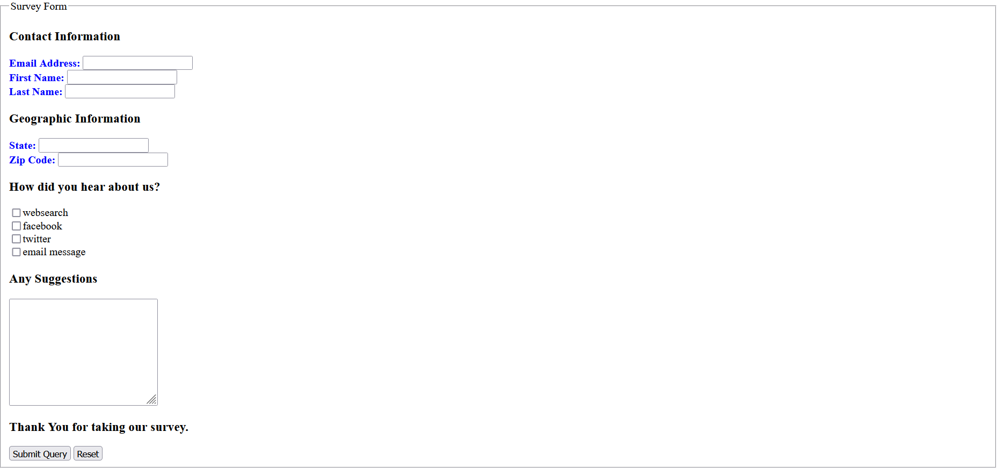 Survey Form
Contact Information
Email Address:
First Name:
Last Name:
Geographic Information
State:
Zip Code:
How did you hear about us?
websearch
facebook
twitter
email message
Any Suggestions
Thank You for taking our survey.
Submit Query Reset